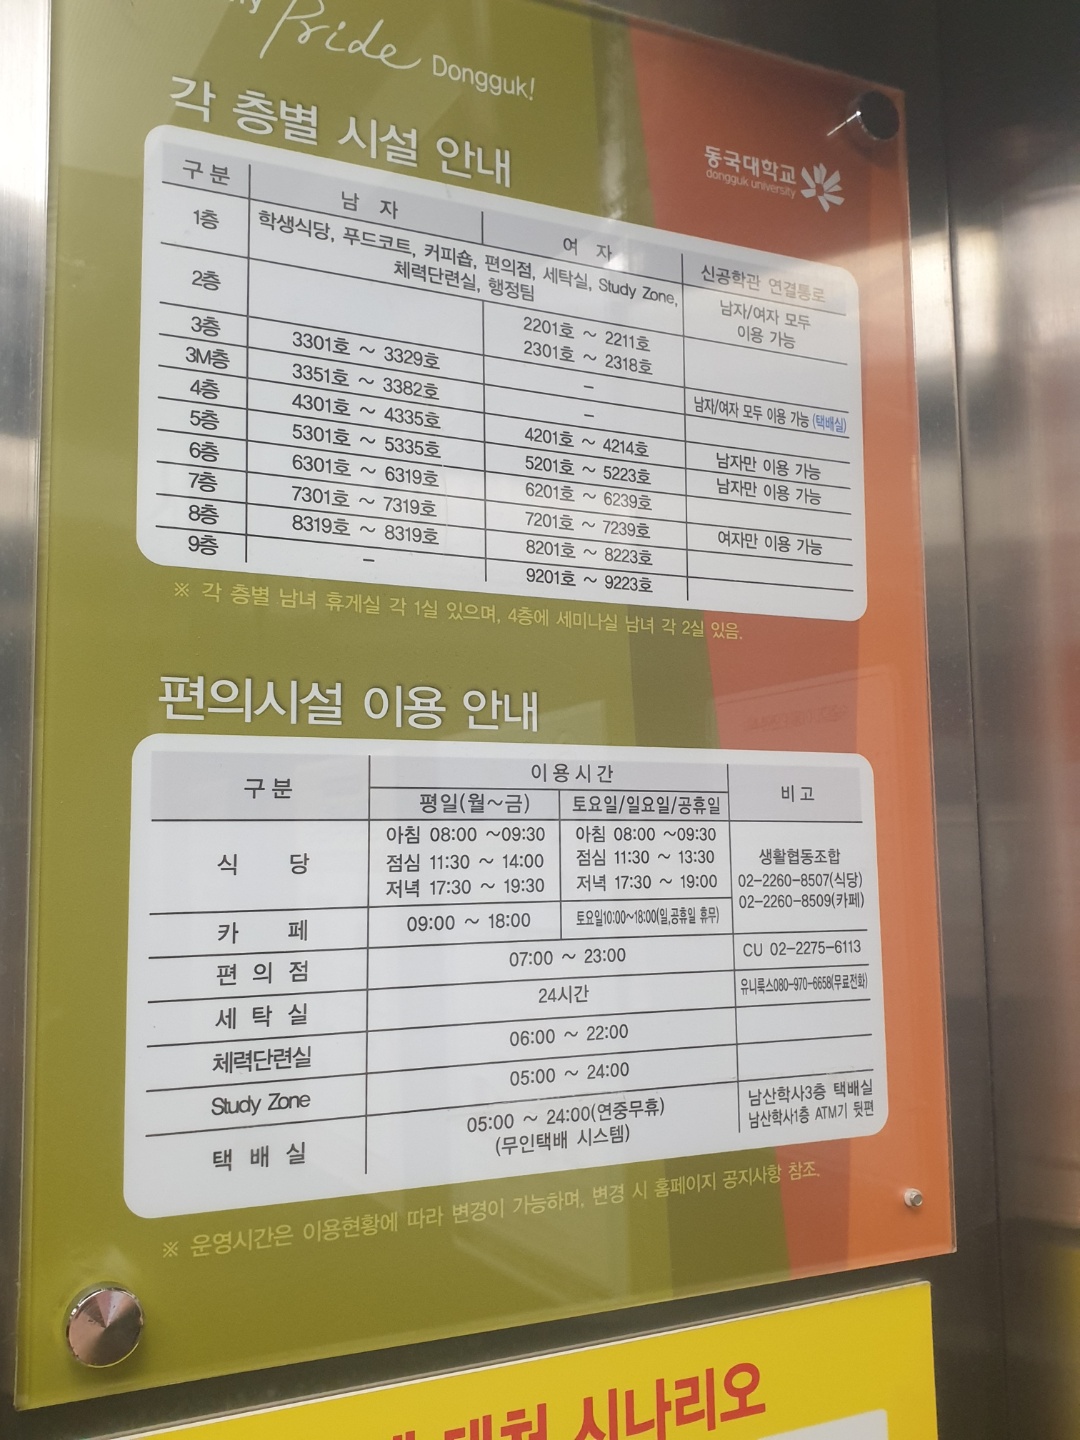 Pride Dongguk!
각 층별 시설 안내
동국대학교
dongguk university
구분 남 자 여 자 신공학관 연결통로
1층 학생식당, 푸드코트, 커피숍, 편의점, 세탁실, Study Zone, 체력단련실, 행정팀 남자/여자 모두 이용 가능
2층 2201호 ~ 2211호
3층 3301호 ~ 3329호 2301호 ~ 2318호
3M층 3351호 ~ 3382호 – 남자/여자 모두 이용 가능 (택배실)
4층 4301호 ~ 4335호 –
5층 5301호 ~ 5335호 4201호 ~ 4214호 남자만 이용 가능
6층 6301호 ~ 6319호 5201호 ~ 5223호 남자만 이용 가능
7층 7301호 ~ 7319호 6201호 ~ 6239호
8층 8319호 ~ 8319호 7201호 ~ 7239호 여자만 이용 가능
9층 – 8201호 ~ 8223호
9201호 ~ 9223호
※ 각 층별 남녀 휴게실 각 1실 있으며, 4층에 세미나실 남녀 각 2실 있음.
편의시설 이용 안내
구분 이용시간 비고
평일(월~금) 토요일/일요일/공휴일
식 당 아침 08:00 ~09:30 아침 08:00 ~09:30 생활협동조합
점심 11:30 ~ 14:00 점심 11:30 ~ 13:30 02-2260-8507(식당)
저녁 17:30 ~ 19:30 저녁 17:30 ~ 19:00 02-2260-8509(카페)
카 페 09:00 ~ 18:00 토요일10:00~18:00(일,공휴일 휴무)
편 의 점 07:00 ~ 23:00 CU 02-2275-6113
세 탁 실 24시간 유니룩스080-970-6658(무료전화)
체력단련실 06:00 ~ 22:00
Study Zone 05:00 ~ 24:00
택 배 실 05:00 ~ 24:00(연중무휴) 남산학사3층 택배실
(무인택배 시스템) 남산학사1층 ATM기 뒷편
※ 운영시간은 이용현황에 따라 변경이 가능하며, 변경 시 홈페이지 공지사항 참조.
시나리오